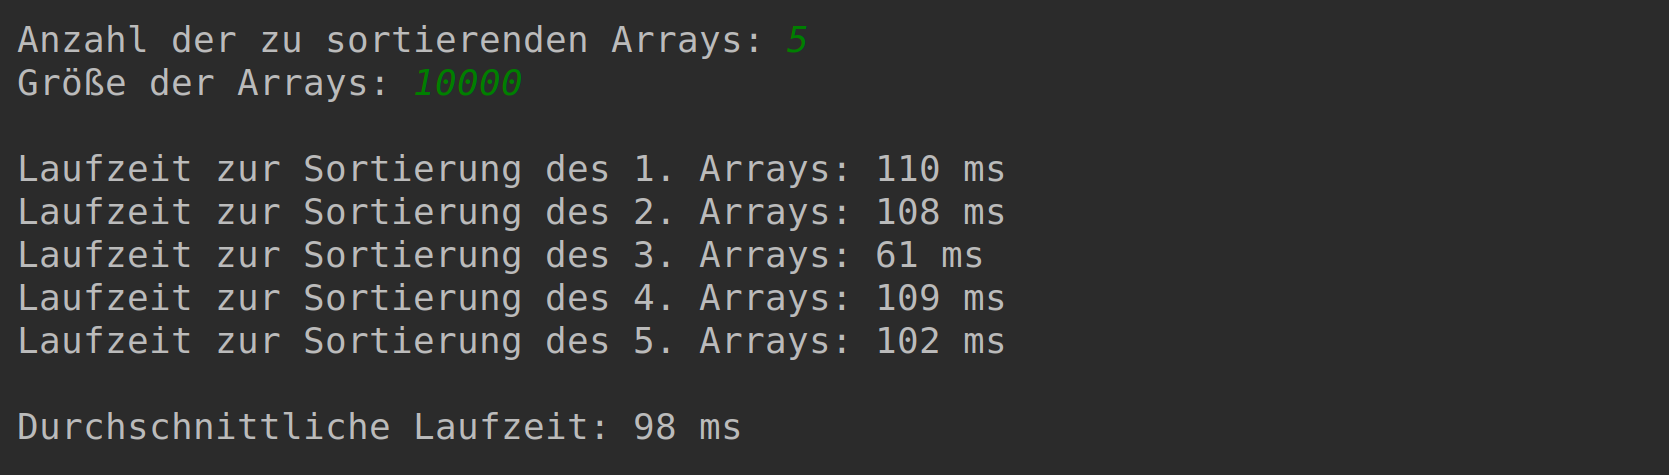 Anzahl der zu sortierenden Arrays: 5
Größe der Arrays: 10000
Laufzeit zur Sortierung des 1. Arrays: 110 ms
Laufzeit zur Sortierung des 2. Arrays: 108 ms
Laufzeit zur Sortierung des 3. Arrays: 61 ms
Laufzeit zur Sortierung des 4. Arrays: 109 ms
Laufzeit zur Sortierung des 5. Arrays: 102 ms
Durchschnittliche Laufzeit: 98 ms